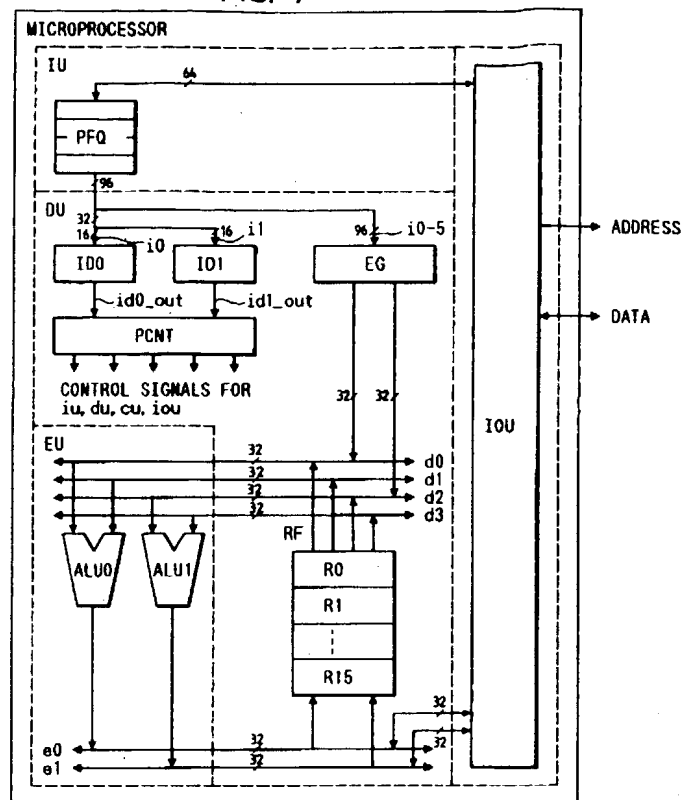 MICROPROCESSOR
IU
64
PFQ
96
DU
32
16
i0
16
i1
96
i0-5
ID0
ID1
EG
id0_out
id1_out
PCNT
CONTROL SIGNALS FOR
iu, du, cu, iou
32
32
IOU
ADDRESS
DATA
EU
32
d0
32
d1
32
d2
32
d3
RF
ALU0
ALU1
R0
R1
R15
32
32
e0
32
e1
32